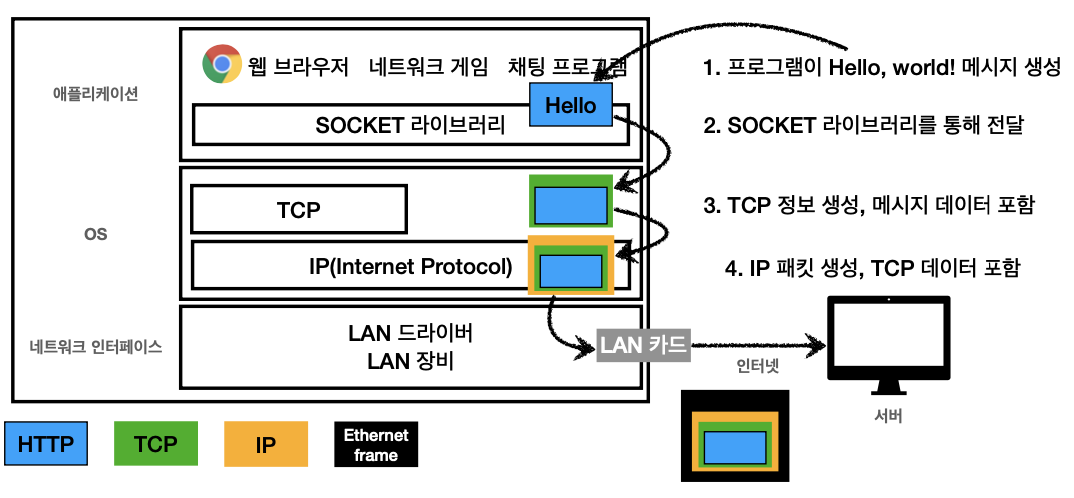 웹 브라우저 네트워크 게임 채팅 프로그램
애플리케이션
Hello
SOCKET 라이브러리
1. 프로그램이 Hello, world! 메시지 생성
2. SOCKET 라이브러리를 통해 전달
TCP
3. TCP 정보 생성, 메시지 데이터 포함
OS
IP(Internet Protocol)
4. IP 패킷 생성, TCP 데이터 포함
네트워크 인터페이스
LAN 드라이버
LAN 장비
LAN 카드
인터넷
서버
HTTP
TCP
IP
Ethernet
frame